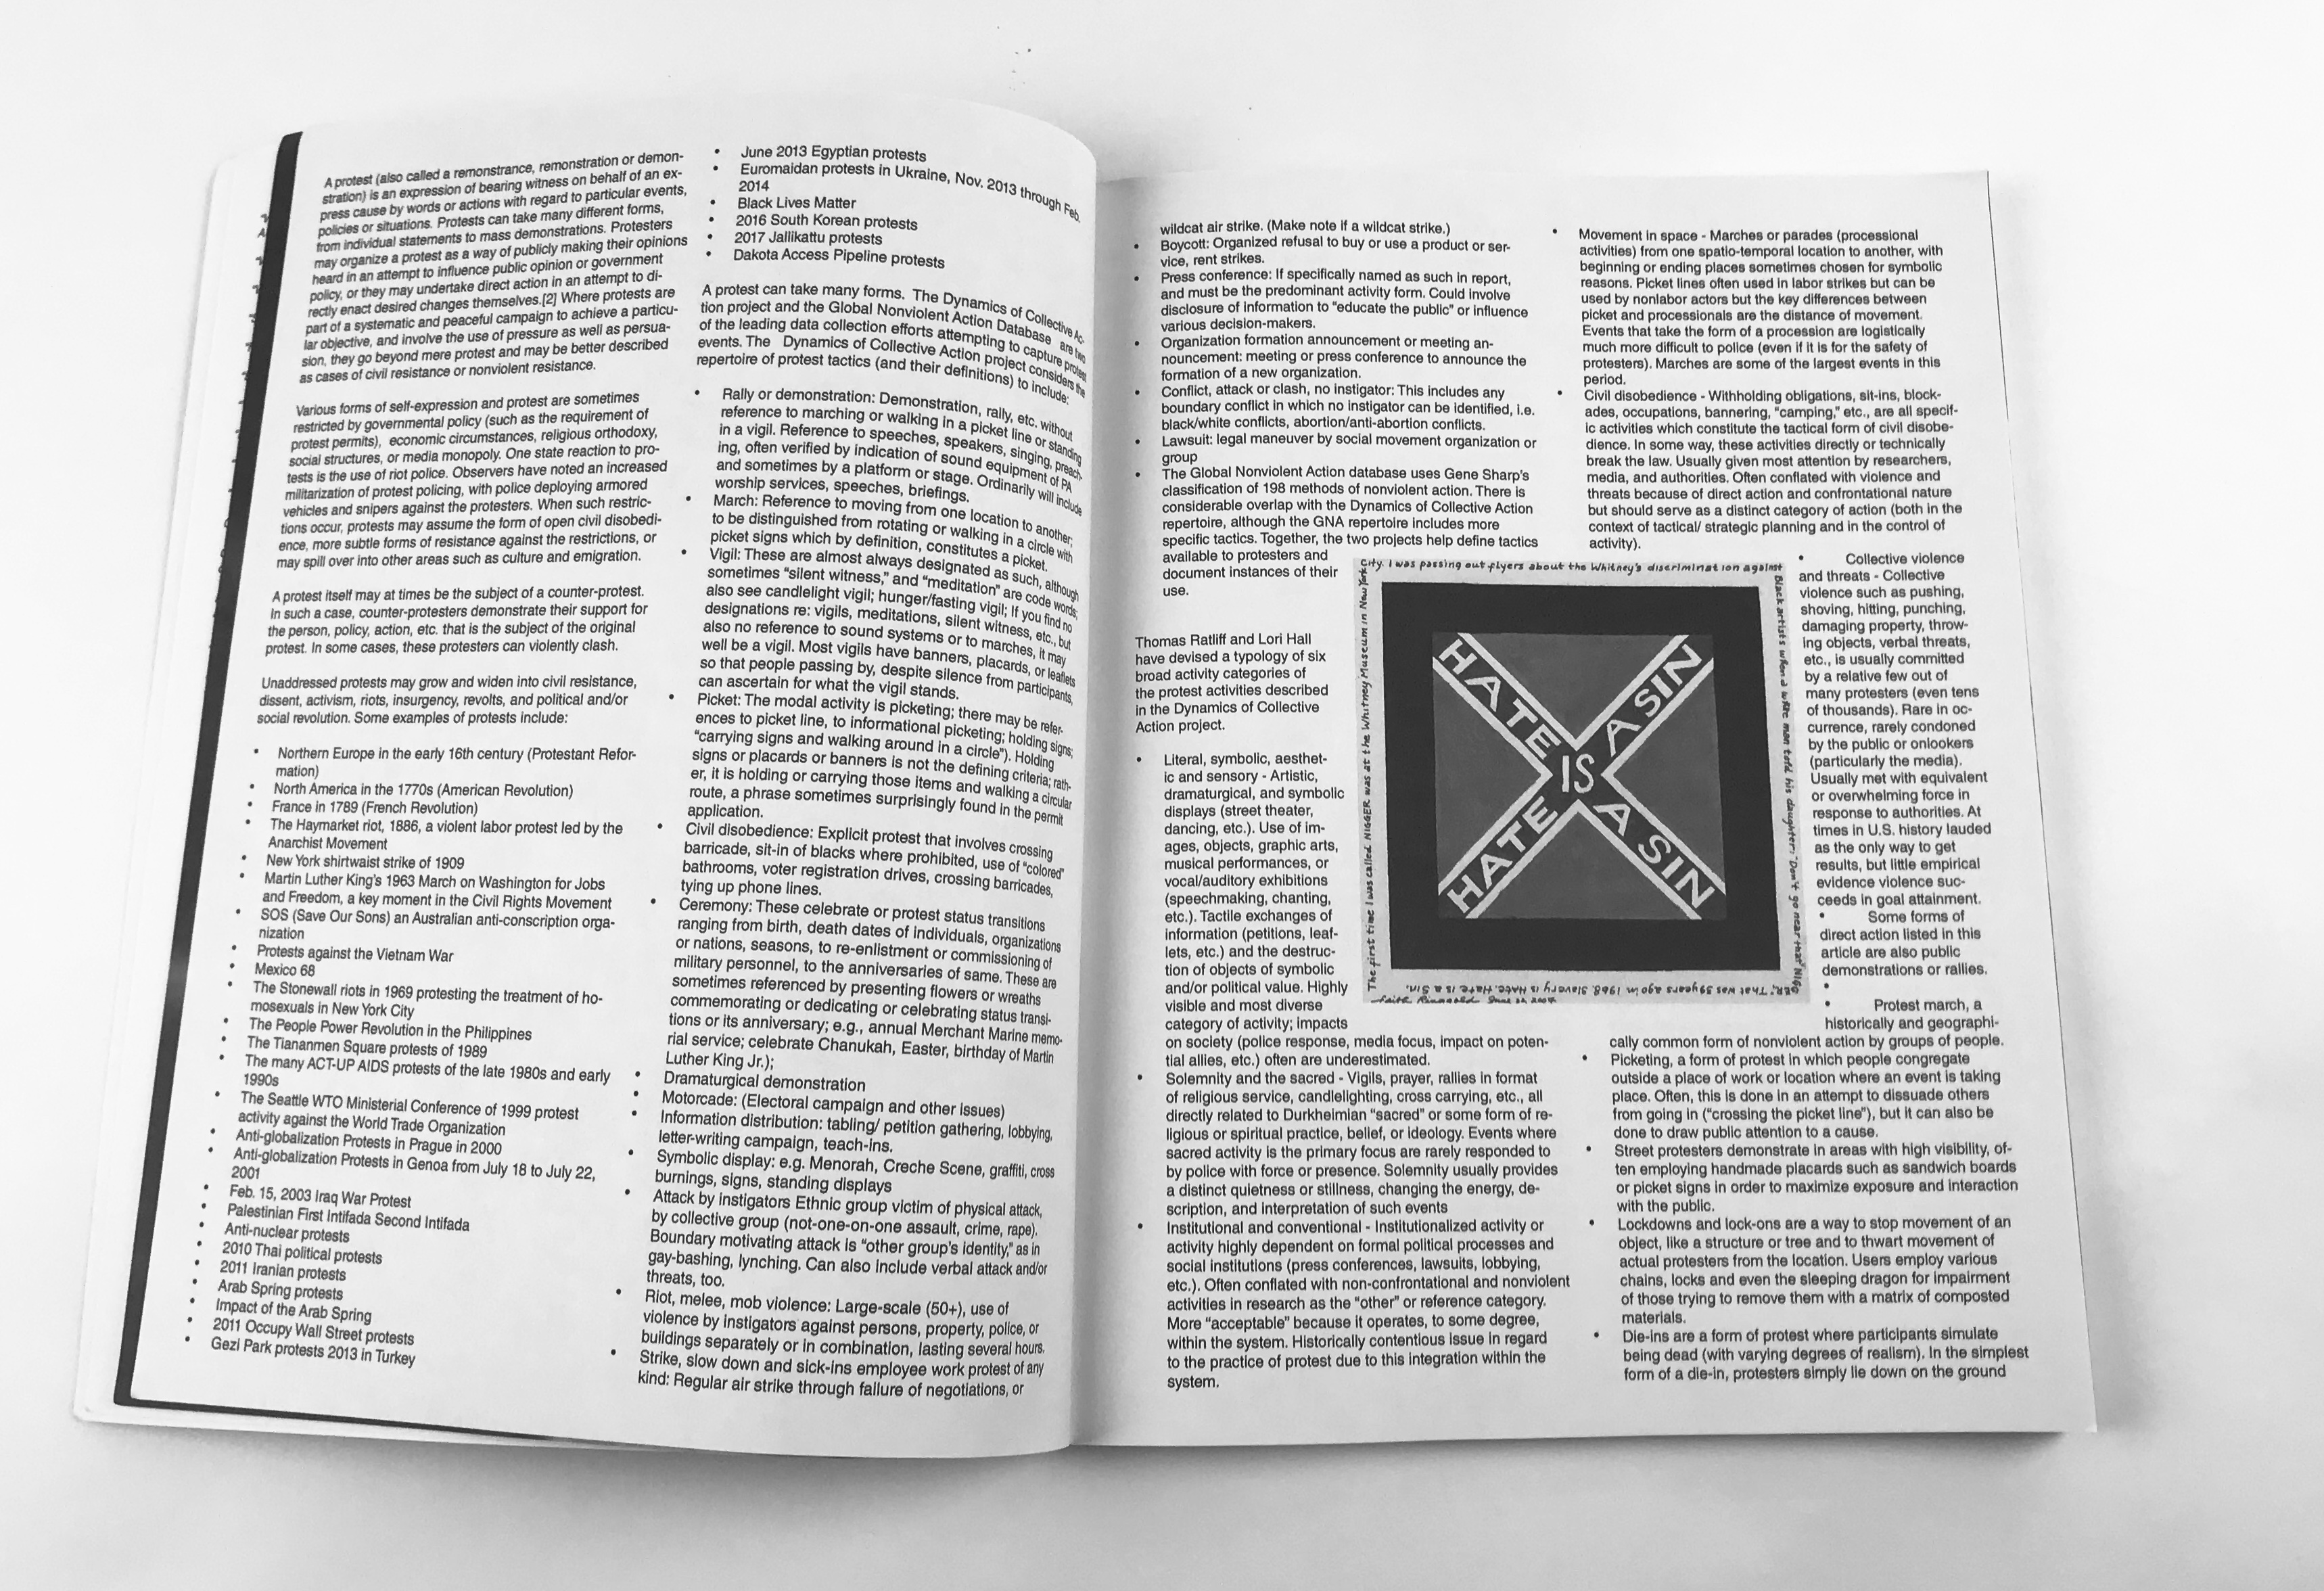 A protest (also called a remonstrance, remonstration or demon-
stration) is an expression of bearing witness on behalf of an ex-
press cause by words or actions with regard to particular events,
policies or situations. Protests can take many different forms,
from individual statements to mass demonstrations. Protesters
may organize a protest as a way of publicly making their opinions
heard in an attempt to influence public opinion or government
policy, or they may undertake direct action in an attempt to di-
rectly enact desired changes themselves.[2] Where protests are
part of a systematic and peaceful campaign to achieve a particu-
lar objective, and involve the use of pressure as well as persua-
sion, they go beyond mere protest and may be better described
as cases of civil resistance or nonviolent resistance.
Various forms of self-expression and protest are sometimes
restricted by governmental policy (such as the requirement of
protest permits), economic circumstances, religious orthodoxy,
social structures, or media monopoly. One state reaction to pro-
tests is the use of riot police. Observers have noted an increased
militarization of protest policing, with police deploying armored
vehicles and snipers against the protesters. When such restric-
tions occur, protests may assume the form of open civil disobedi-
ence, more subtle forms of resistance against the restrictions, or
may spill over into other areas such as culture and emigration.
A protest itself may at times be the subject of a counter-protest.
In such a case, counter-protesters demonstrate their support for
the person, policy, action, etc. that is the subject of the original
protest. In some cases, these protesters can violently clash.
Unaddressed protests may grow and widen into civil resistance,
dissent, activism, riots, insurgency, revolts, and political and/or
social revolution. Some examples of protests include:
• Northern Europe in the early 16th century (Protestant Refor-
mation)
• North America in the 1770s (American Revolution)
• France in 1789 (French Revolution)
• The Haymarket riot, 1886, a violent labor protest led by the
Anarchist Movement
• New York shirtwaist strike of 1909
• Martin Luther King's 1963 March on Washington for Jobs
and Freedom, a key moment in the Civil Rights Movement
• SOS (Save Our Sons) an Australian anti-conscription orga-
nization
• Protests against the Vietnam War
• Mexico 68
• The Stonewall riots in 1969 protesting the treatment of ho-
mosexuals in New York City
• The People Power Revolution in the Philippines
• The Tiananmen Square protests of 1989
• The many ACT-UP AIDS protests of the late 1980s and early
1990s
• The Seattle WTO Ministerial Conference of 1999 protest
activity against the World Trade Organization
• Anti-globalization Protests in Prague in 2000
• Anti-globalization Protests in Genoa from July 18 to July 22,
2001
• Feb. 15, 2003 Iraq War Protest
• Palestinian First Intifada Second Intifada
• Anti-nuclear protests
• 2010 Thai political protests
• 2011 Iranian protests
• Arab Spring protests
• Impact of the Arab Spring
• 2011 Occupy Wall Street protests
• Gezi Park protests 2013 in Turkey
• June 2013 Egyptian protests
• Euromaidan protests in Ukraine, Nov. 2013 through Feb.
2014
• Black Lives Matter
• 2016 South Korean protests
• 2017 Jallikattu protests
• Dakota Access Pipeline protests
A protest can take many forms. The Dynamics of Collective Ac-
tion project and the Global Nonviolent Action Database are two
of the leading data collection efforts attempting to capture protest
events. The Dynamics of Collective Action project considers the
repertoire of protest tactics (and their definitions) to include:
• Rally or demonstration: Demonstration, rally, etc. without
reference to marching or walking in a picket line or standing
in a vigil. Reference to speeches, speakers, singing, preach-
ing, often verified by indication of sound equipment of PA
and sometimes by a platform or stage. Ordinarily will include
worship services, speeches, briefings.
• March: Reference to moving from one location to another;
to be distinguished from rotating or walking in a circle with
picket signs which by definition, constitutes a picket.
• Vigil: These are almost always designated as such, although
sometimes "silent witness," and "meditation" are code words;
also see candlelight vigil; hunger/fasting vigil; If you find no
designations re: vigils, meditations, silent witness, etc., but
also no reference to sound systems or to marches, it may
well be a vigil. Most vigils have banners, placards, or leaflets
so that people passing by, despite silence from participants,
can ascertain for what the vigil stands.
• Picket: The modal activity is picketing; there may be refer-
ences to picket line, to informational picketing; holding signs;
"carrying signs and walking around in a circle"). Holding
signs or placards or banners is not the defining criteria; rath-
er, it is holding or carrying those items and walking a circular
route, a phrase sometimes surprisingly found in the permit
application.
• Civil disobedience: Explicit protest that involves crossing
barricade, sit-in of blacks where prohibited, use of "colored"
bathrooms, voter registration drives, crossing barricades,
tying up phone lines.
• Ceremony: These celebrate or protest status transitions
ranging from birth, death dates of individuals, organizations
or nations, seasons, to re-enlistment or commissioning of
military personnel, to the anniversaries of same. These are
sometimes referenced by presenting flowers or wreaths
commemorating or dedicating or celebrating status transi-
tions or its anniversary; e.g., annual Merchant Marine memo-
rial service; celebrate Chanukah, Easter, birthday of Martin
Luther King Jr.);
• Dramaturgical demonstration
• Motorcade: (Electoral campaign and other issues)
• Information distribution: tabling/ petition gathering, lobbying,
letter-writing campaign, teach-ins.
• Symbolic display: e.g. Menorah, Creche Scene, graffiti, cross
burnings, signs, standing displays
• Attack by instigators Ethnic group victim of physical attack,
by collective group (not-one-on-one assault, crime, rape).
Boundary motivating attack is "other group's identity," as in
gay-bashing, lynching. Can also include verbal attack and/or
threats, too.
• Riot, melee, mob violence: Large-scale (50+), use of
violence by instigators against persons, property, police, or
buildings separately or in combination, lasting several hours.
• Strike, slow down and sick-ins employee work protest of any
kind: Regular air strike through failure of negotiations, or
wildcat air strike. (Make note if a wildcat strike.)
• Boycott: Organized refusal to buy or use a product or ser-
vice, rent strikes.
• Press conference: If specifically named as such in report,
and must be the predominant activity form. Could involve
disclosure of information to "educate the public" or influence
various decision-makers.
• Organization formation announcement or meeting an-
nouncement: meeting or press conference to announce the
formation of a new organization.
• Conflict, attack or clash, no instigator: This includes any
boundary conflict in which no instigator can be identified, i.e.
black/white conflicts, abortion/anti-abortion conflicts.
• Lawsuit: legal maneuver by social movement organization or
group
• The Global Nonviolent Action database uses Gene Sharp's
classification of 198 methods of nonviolent action. There is
considerable overlap with the Dynamics of Collective Action
repertoire, although the GNA repertoire includes more
specific tactics. Together, the two projects help define tactics
available to protesters and
document instances of their
use.
Thomas Ratliff and Lori Hall
have devised a typology of six
broad activity categories of
the protest activities described
in the Dynamics of Collective
Action project.
• Literal, symbolic, aesthet-
ic and sensory - Artistic,
dramaturgical, and symbolic
displays (street theater,
dancing, etc.). Use of im-
ages, objects, graphic arts,
musical performances, or
vocal/auditory exhibitions
(speechmaking, chanting,
etc.). Tactile exchanges of
information (petitions, leaf-
lets, etc.) and the destruc-
tion of objects of symbolic
and/or political value. Highly
visible and most diverse
category of activity; impacts
on society (police response, media focus, impact on poten-
tial allies, etc.) often are underestimated.
• Solemnity and the sacred - Vigils, prayer, rallies in format
of religious service, candlelighting, cross carrying, etc., all
directly related to Durkheimian "sacred" or some form of re-
ligious or spiritual practice, belief, or ideology. Events where
sacred activity is the primary focus are rarely responded to
by police with force or presence. Solemnity usually provides
a distinct quietness or stillness, changing the energy, de-
scription, and interpretation of such events
• Institutional and conventional - Institutionalized activity or
activity highly dependent on formal political processes and
social institutions (press conferences, lawsuits, lobbying,
etc.). Often conflated with non-confrontational and nonviolent
activities in research as the "other" or reference category.
More "acceptable" because it operates, to some degree,
within the system. Historically contentious issue in regard
to the practice of protest due to this integration within the
system.
The first time I was called NIGGER was at the Whitney Museum in New York
City. I was passing out flyers about the Whitney's discrimination against
Black artists when a white man told his daughter: "Don't go near that NIG-
GER." That was 39 years ago in 1968. Slavery is Hate. Hate is a Sin.
Faith Ringgold
HATE IS A SIN
HATE IS A SIN
• Movement in space - Marches or parades (processional
activities) from one spatio-temporal location to another, with
beginning or ending places sometimes chosen for symbolic
reasons. Picket lines often used in labor strikes but can be
used by nonlabor actors but the key differences between
picket and processionals are the distance of movement.
Events that take the form of a procession are logistically
much more difficult to police (even if it is for the safety of
protesters). Marches are some of the largest events in this
period.
• Civil disobedience - Withholding obligations, sit-ins, block-
ades, occupations, bannering, "camping," etc., are all specif-
ic activities which constitute the tactical form of civil disobe-
dience. In some way, these activities directly or technically
break the law. Usually given most attention by researchers,
media, and authorities. Often conflated with violence and
threats because of direct action and confrontational nature
but should serve as a distinct category of action (both in the
context of tactical/ strategic planning and in the control of
activity).
• Collective violence
and threats - Collective
violence such as pushing,
shoving, hitting, punching,
damaging property, throw-
ing objects, verbal threats,
etc., is usually committed
by a relative few out of
many protesters (even tens
of thousands). Rare in oc-
currence, rarely condoned
by the public or onlookers
(particularly the media).
Usually met with equivalent
or overwhelming force in
response to authorities. At
times in U.S. history lauded
as the only way to get
results, but little empirical
evidence violence suc-
ceeds in goal attainment.
• Some forms of
direct action listed in this
article are also public
demonstrations or rallies.
•
• Protest march, a
historically and geographi-
cally common form of nonviolent action by groups of people.
• Picketing, a form of protest in which people congregate
outside a place of work or location where an event is taking
place. Often, this is done in an attempt to dissuade others
from going in ("crossing the picket line"), but it can also be
done to draw public attention to a cause.
• Street protesters demonstrate in areas with high visibility, of-
ten employing handmade placards such as sandwich boards
or picket signs in order to maximize exposure and interaction
with the public.
• Lockdowns and lock-ons are a way to stop movement of an
object, like a structure or tree and to thwart movement of
actual protesters from the location. Users employ various
chains, locks and even the sleeping dragon for impairment
of those trying to remove them with a matrix of composted
materials.
• Die-ins are a form of protest where participants simulate
being dead (with varying degrees of realism). In the simplest
form of a die-in, protesters simply lie down on the ground